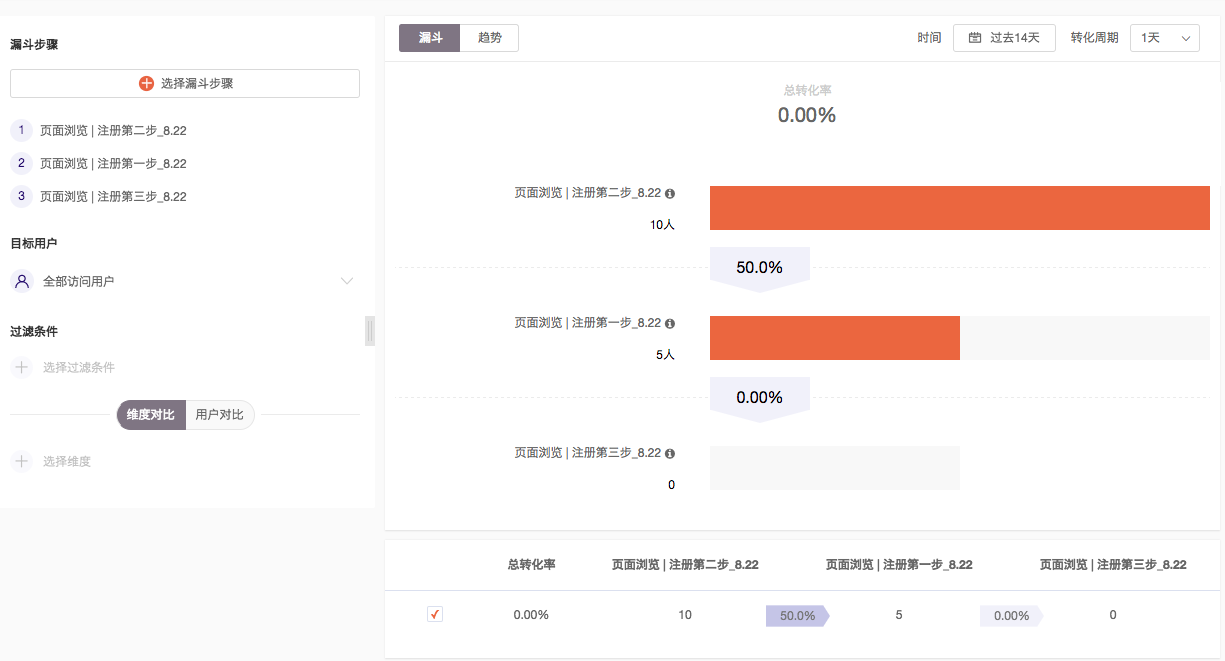 漏斗步骤
选择漏斗步骤
1 页面浏览 | 注册第二步_8.22
2 页面浏览 | 注册第一步_8.22
3 页面浏览 | 注册第三步_8.22
目标用户
全部访问用户
过滤条件
选择过滤条件
维度对比 用户对比
选择维度
漏斗 趋势 时间 过去14天 转化周期 1天
总转化率
0.00%
页面浏览 | 注册第二步_8.22
10人
50.0%
页面浏览 | 注册第一步_8.22
5人
0.00%
页面浏览 | 注册第三步_8.22
0
总转化率 页面浏览 | 注册第二步_8.22 页面浏览 | 注册第一步_8.22 页面浏览 | 注册第三步_8.22
0.00% 10 50.0% 5 0.00% 0